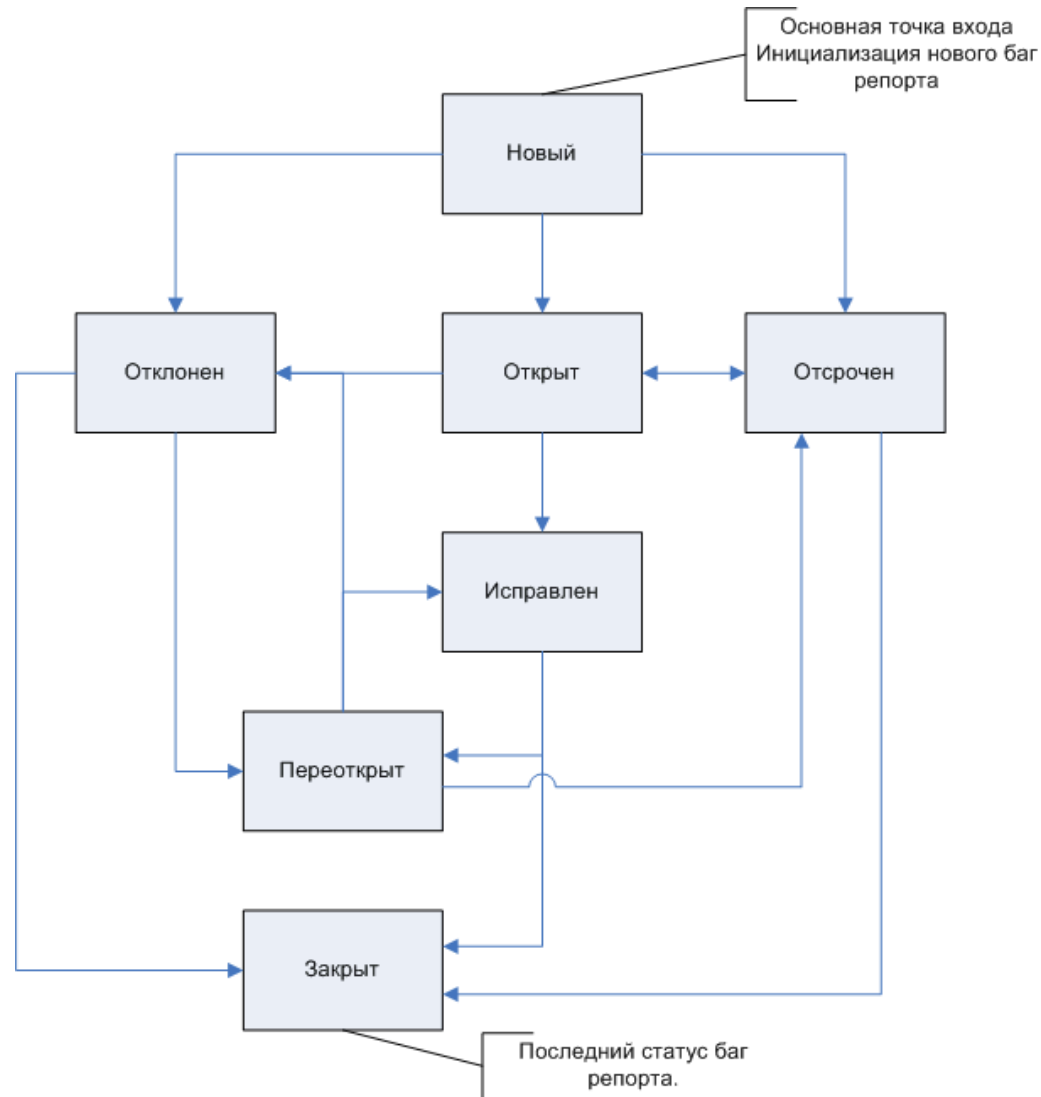 Основная точка входа
Инициализация нового баг
репорта
Новый
Отклонен
Открыт
Отсрочен
Исправлен
Переоткрыт
Закрыт
Последний статус баг
репорта.